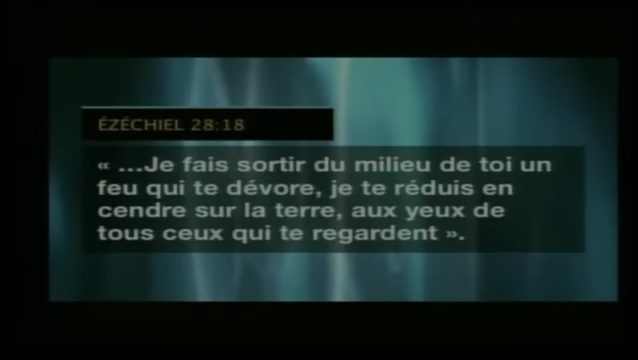 ÉZÉCHIEL 28:18
« ...Je fais sortir du milieu de toi un
feu qui te dévore, je te réduis en
cendre sur la terre, aux yeux de
tous ceux qui te regardent ».